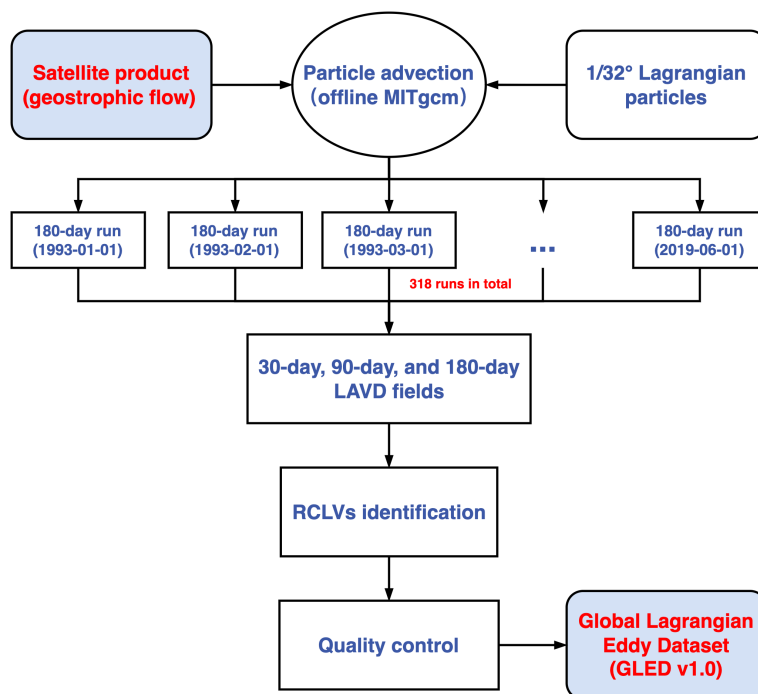 Satellite product
(geostrophic flow)
Particle advection
(offline MITgcm)
1/32° Lagrangian
particles
180-day run
(1993-01-01)
180-day run
(1993-02-01)
180-day run
(1993-03-01)
...
180-day run
(2019-06-01)
318 runs in total
30-day, 90-day, and 180-day
LAVD fields
RCLVs identification
Quality control
Global Lagrangian
Eddy Dataset
(GLED v1.0)